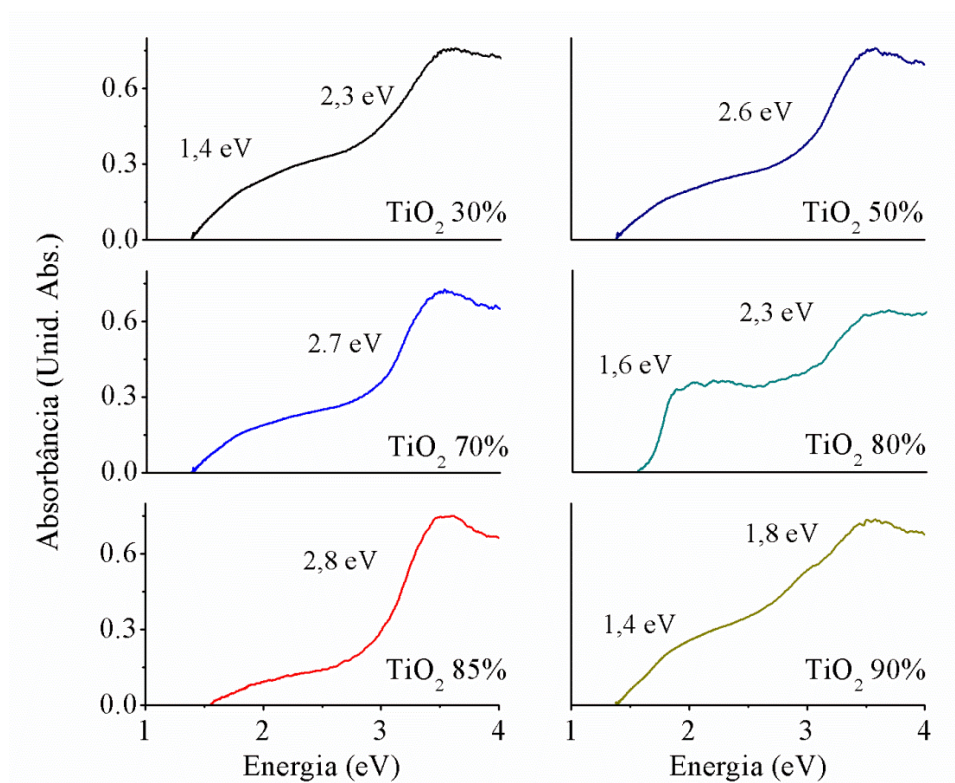 Absorbância (Unid. Abs.)
0.6
0.3
0.0
1,4 eV
2,3 eV
TiO₂ 30%
2.6 eV
TiO₂ 50%
0.6
0.3
0.0
2.7 eV
TiO₂ 70%
1,6 eV
2,3 eV
TiO₂ 80%
0.6
0.3
0.0
2,8 eV
TiO₂ 85%
1,4 eV
1,8 eV
TiO₂ 90%
1 2 3 4
Energia (eV)
1 2 3 4
Energia (eV)